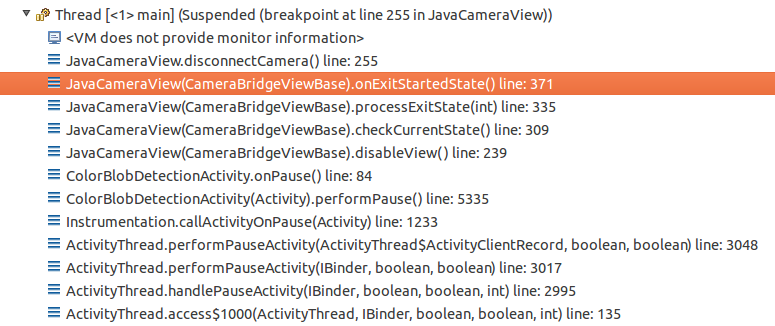 Thread [<1> main] (Suspended (breakpoint at line 255 in JavaCameraView))
<VM does not provide monitor information>
JavaCameraView.disconnectCamera() line: 255
JavaCameraView(CameraBridgeViewBase).onExitStartedState() line: 371
JavaCameraView(CameraBridgeViewBase).processExitState(int) line: 335
JavaCameraView(CameraBridgeViewBase).checkCurrentState() line: 309
JavaCameraView(CameraBridgeViewBase).disableView() line: 239
ColorBlobDetectionActivity.onPause() line: 84
ColorBlobDetectionActivity(Activity).performPause() line: 5335
Instrumentation.callActivityOnPause(Activity) line: 1233
ActivityThread.performPauseActivity(ActivityThread$ActivityClientRecord, boolean, boolean) line: 3048
ActivityThread.performPauseActivity(IBinder, boolean, boolean) line: 3017
ActivityThread.handlePauseActivity(IBinder, boolean, boolean, int) line: 2995
ActivityThread.access$1000(ActivityThread, IBinder, boolean, boolean, int) line: 135